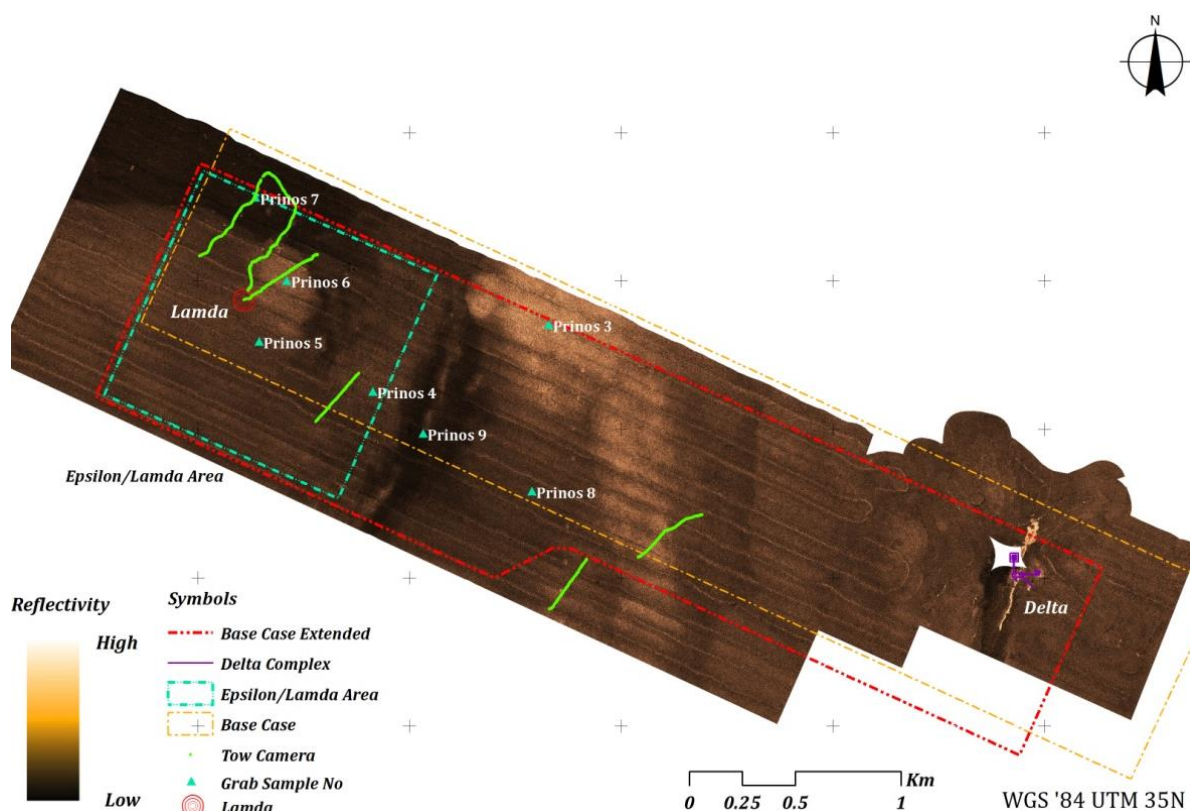 N
Prinos 7
Prinos 6
Lamda
Prinos 3
Prinos 5
Prinos 4
Prinos 9
Epsilon/Lamda Area
Prinos 8
Delta
Reflectivity
High
Low
Symbols
Base Case Extended
Delta Complex
Epsilon/Lamda Area
Base Case
Tow Camera
Grab Sample No
Lamda
Km
0 0.25 0.5 1
WGS '84 UTM 35N